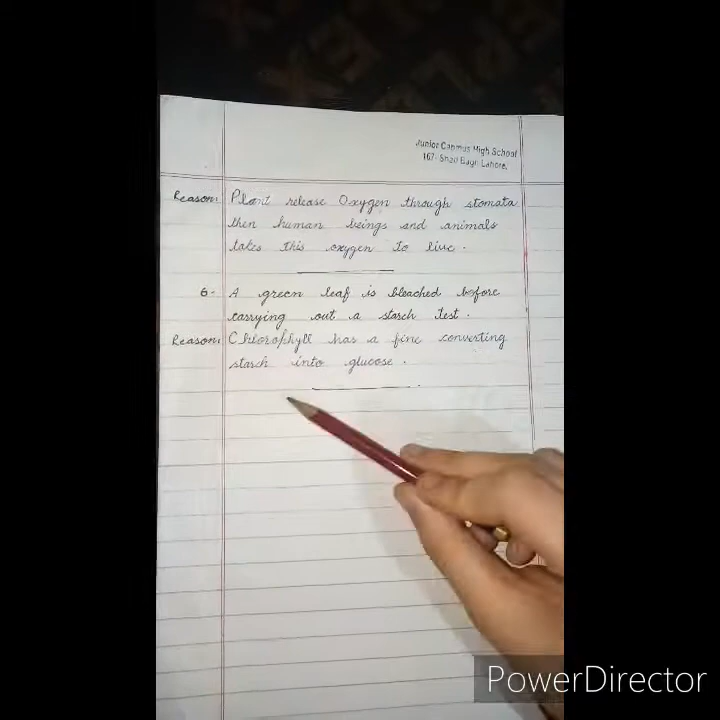 Junior Campus High School
167- Shad Bagh Lahore.
Reason: Plant release Oxygen through stomata
then human beings and animals
takes this oxygen to live.
6- A green leaf is bleached before
carrying out a starch test.
Reason: Chlorophyll has a fine converting
starch into glucose.
PowerDirector